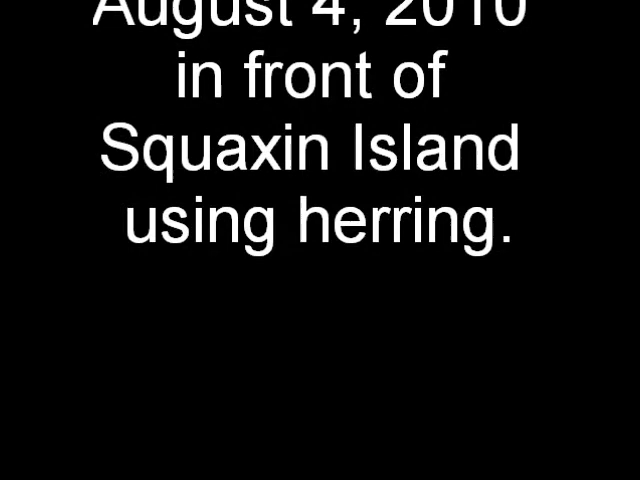 August 4, 2010
in front of
Squaxin Island
using herring.